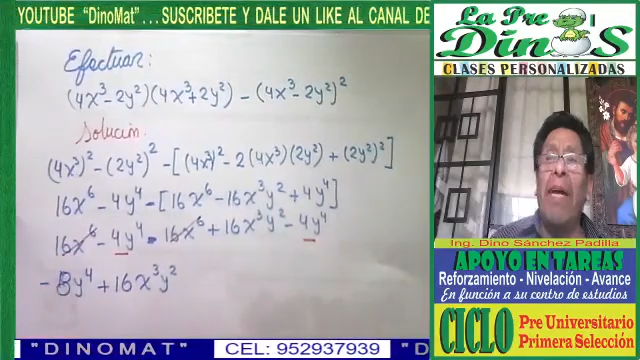 YOUTUBE "DinoMat"...SUSCRIBETE Y DALE UN LIKE AL CANAL DE
Efectuar:
(4x³-2y²)(4x³+2y²) - (4x³-2y²)²
Solución
(4x³)² - (2y²)² - [(4x³)² - 2(4x³)(2y²) + (2y²)²]
16x⁶ - 4y⁴ - [16x⁶ - 16x³y² + 4y⁴]
16x⁶ - 4y⁴ - 16x⁶ + 16x³y² - 4y⁴
- 8y⁴ + 16x³y²
"DINOMAT" CEL: 952937939 "D
La Pre
DinoS
CLASES PERSONALIZADAS
Ing. Dino Sánchez Padilla
APOYO EN TAREAS
Reforzamiento - Nivelación - Avance
En función a su centro de estudios
CICLO Pre Universitario
Primera Selección